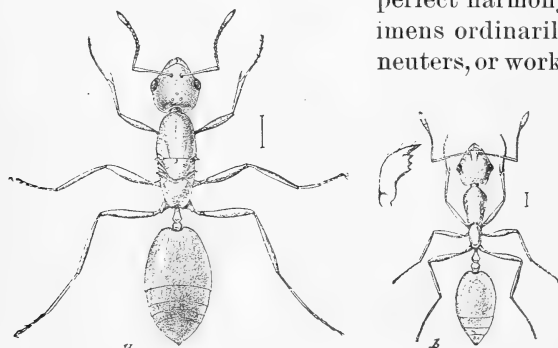 perfect harmony
imens ordinaril
neuters, or work
a
b